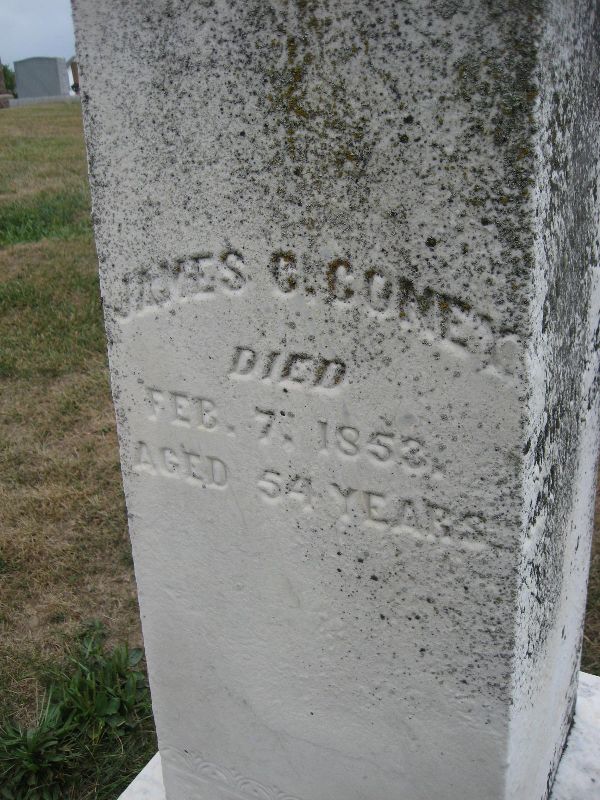 JAMES C.
DIED
FEB. 7, 1853.
AGED 54 YEARS